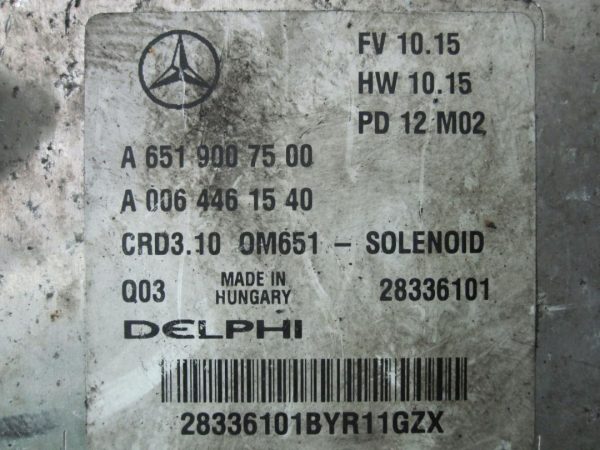 FV 10.15
HW 10.15
PD 12 M02
A 651 900 75 00
A 006 446 15 40
CRD3.10 OM651 – SOLENOID
Q03 MADE IN HUNGARY 28336101
DELPHI
28336101BYR11GZX